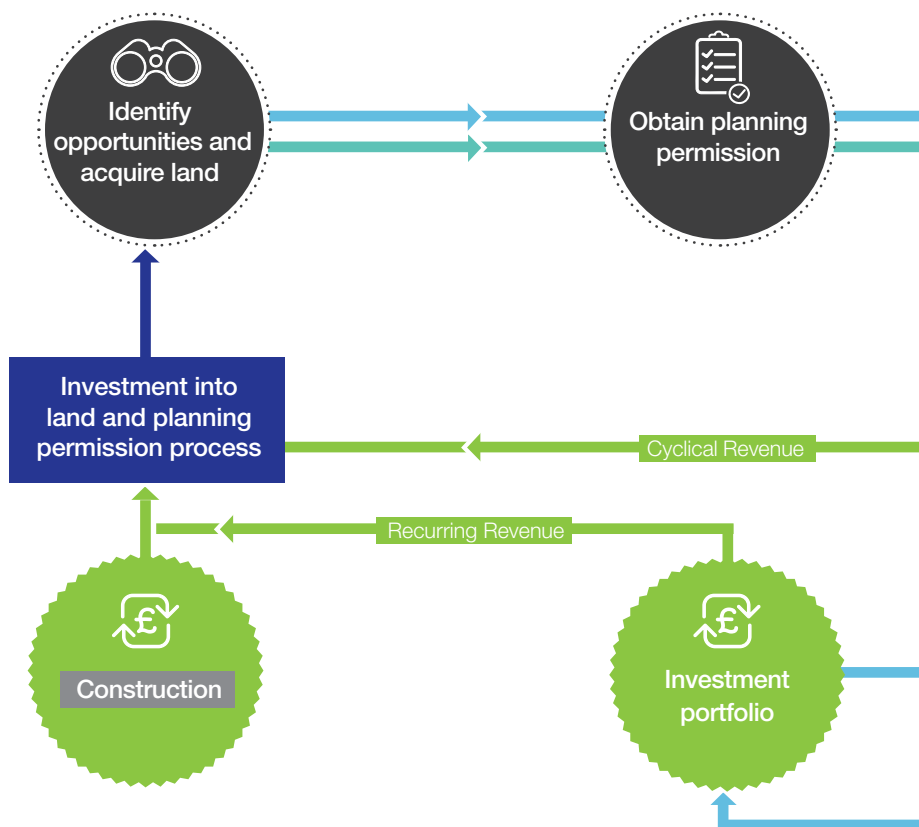 Identify
opportunities and
acquire land
Obtain planning
permission
Investment into
land and planning
permission process
Cyclical Revenue
Recurring Revenue
£
Construction
£
Investment
portfolio